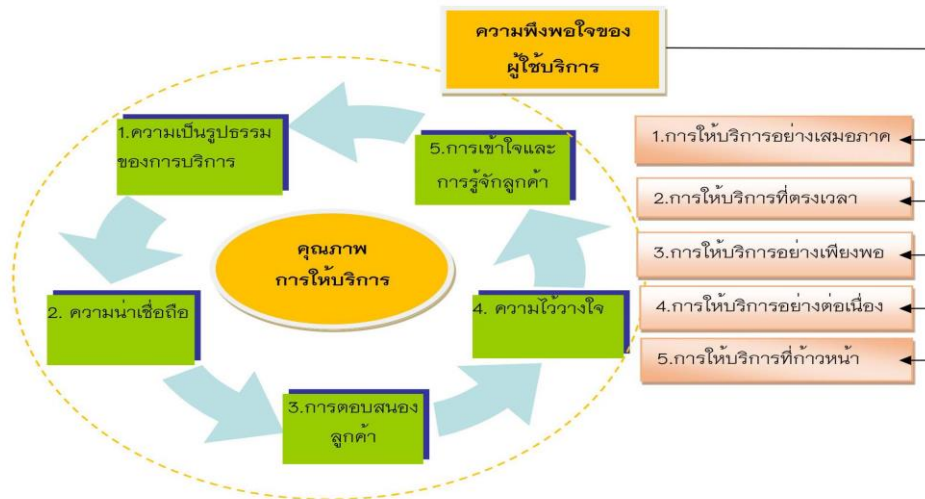 ความพึงพอใจของ
ผู้ใช้บริการ
1.ความเป็นรูปธรรม
ของการบริการ
5.การเข้าใจและ
การรู้จักลูกค้า
คุณภาพ
การให้บริการ
2. ความน่าเชื่อถือ
4. ความไว้วางใจ
3.การตอบสนอง
ลูกค้า
1.การให้บริการอย่างเสมอภาค
2.การให้บริการที่ตรงเวลา
3.การให้บริการอย่างเพียงพอ
4.การให้บริการอย่างต่อเนื่อง
5.การให้บริการที่ก้าวหน้า